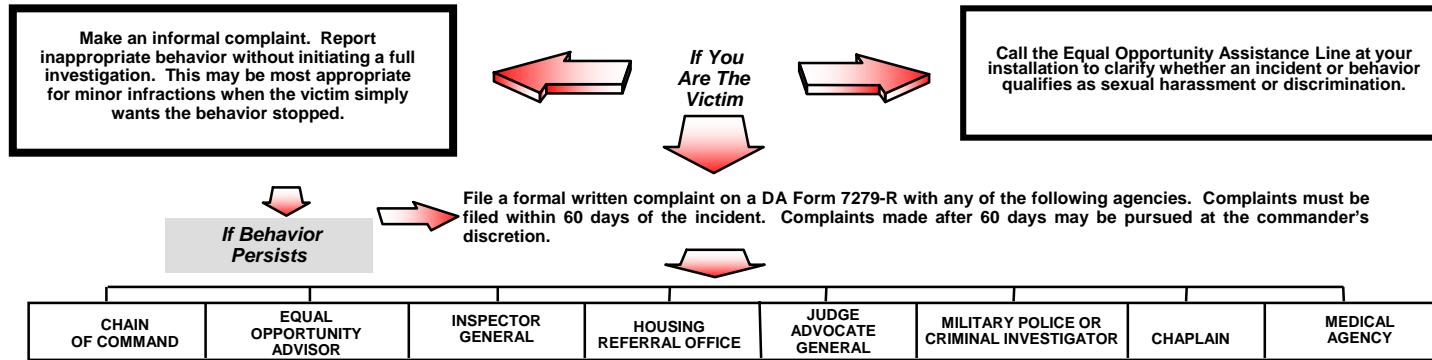 Make an informal complaint. Report
inappropriate behavior without initiating a full
investigation. This may be most appropriate
for minor infractions when the victim simply
wants the behavior stopped.
If You
Are The
Victim
Call the Equal Opportunity Assistance Line at your
installation to clarify whether an incident or behavior
qualifies as sexual harassment or discrimination.
File a formal written complaint on a DA Form 7279-R with any of the following agencies. Complaints must be
filed within 60 days of the incident. Complaints made after 60 days may be pursued at the commander's
discretion.
If Behavior
Persists
CHAIN
OF COMMAND
EQUAL
OPPORTUNITY
ADVISOR
INSPECTOR
GENERAL
HOUSING
REFERRAL OFFICE
JUDGE
ADVOCATE
GENERAL
MILITARY POLICE OR
CRIMINAL INVESTIGATOR
CHAPLAIN
MEDICAL
AGENCY